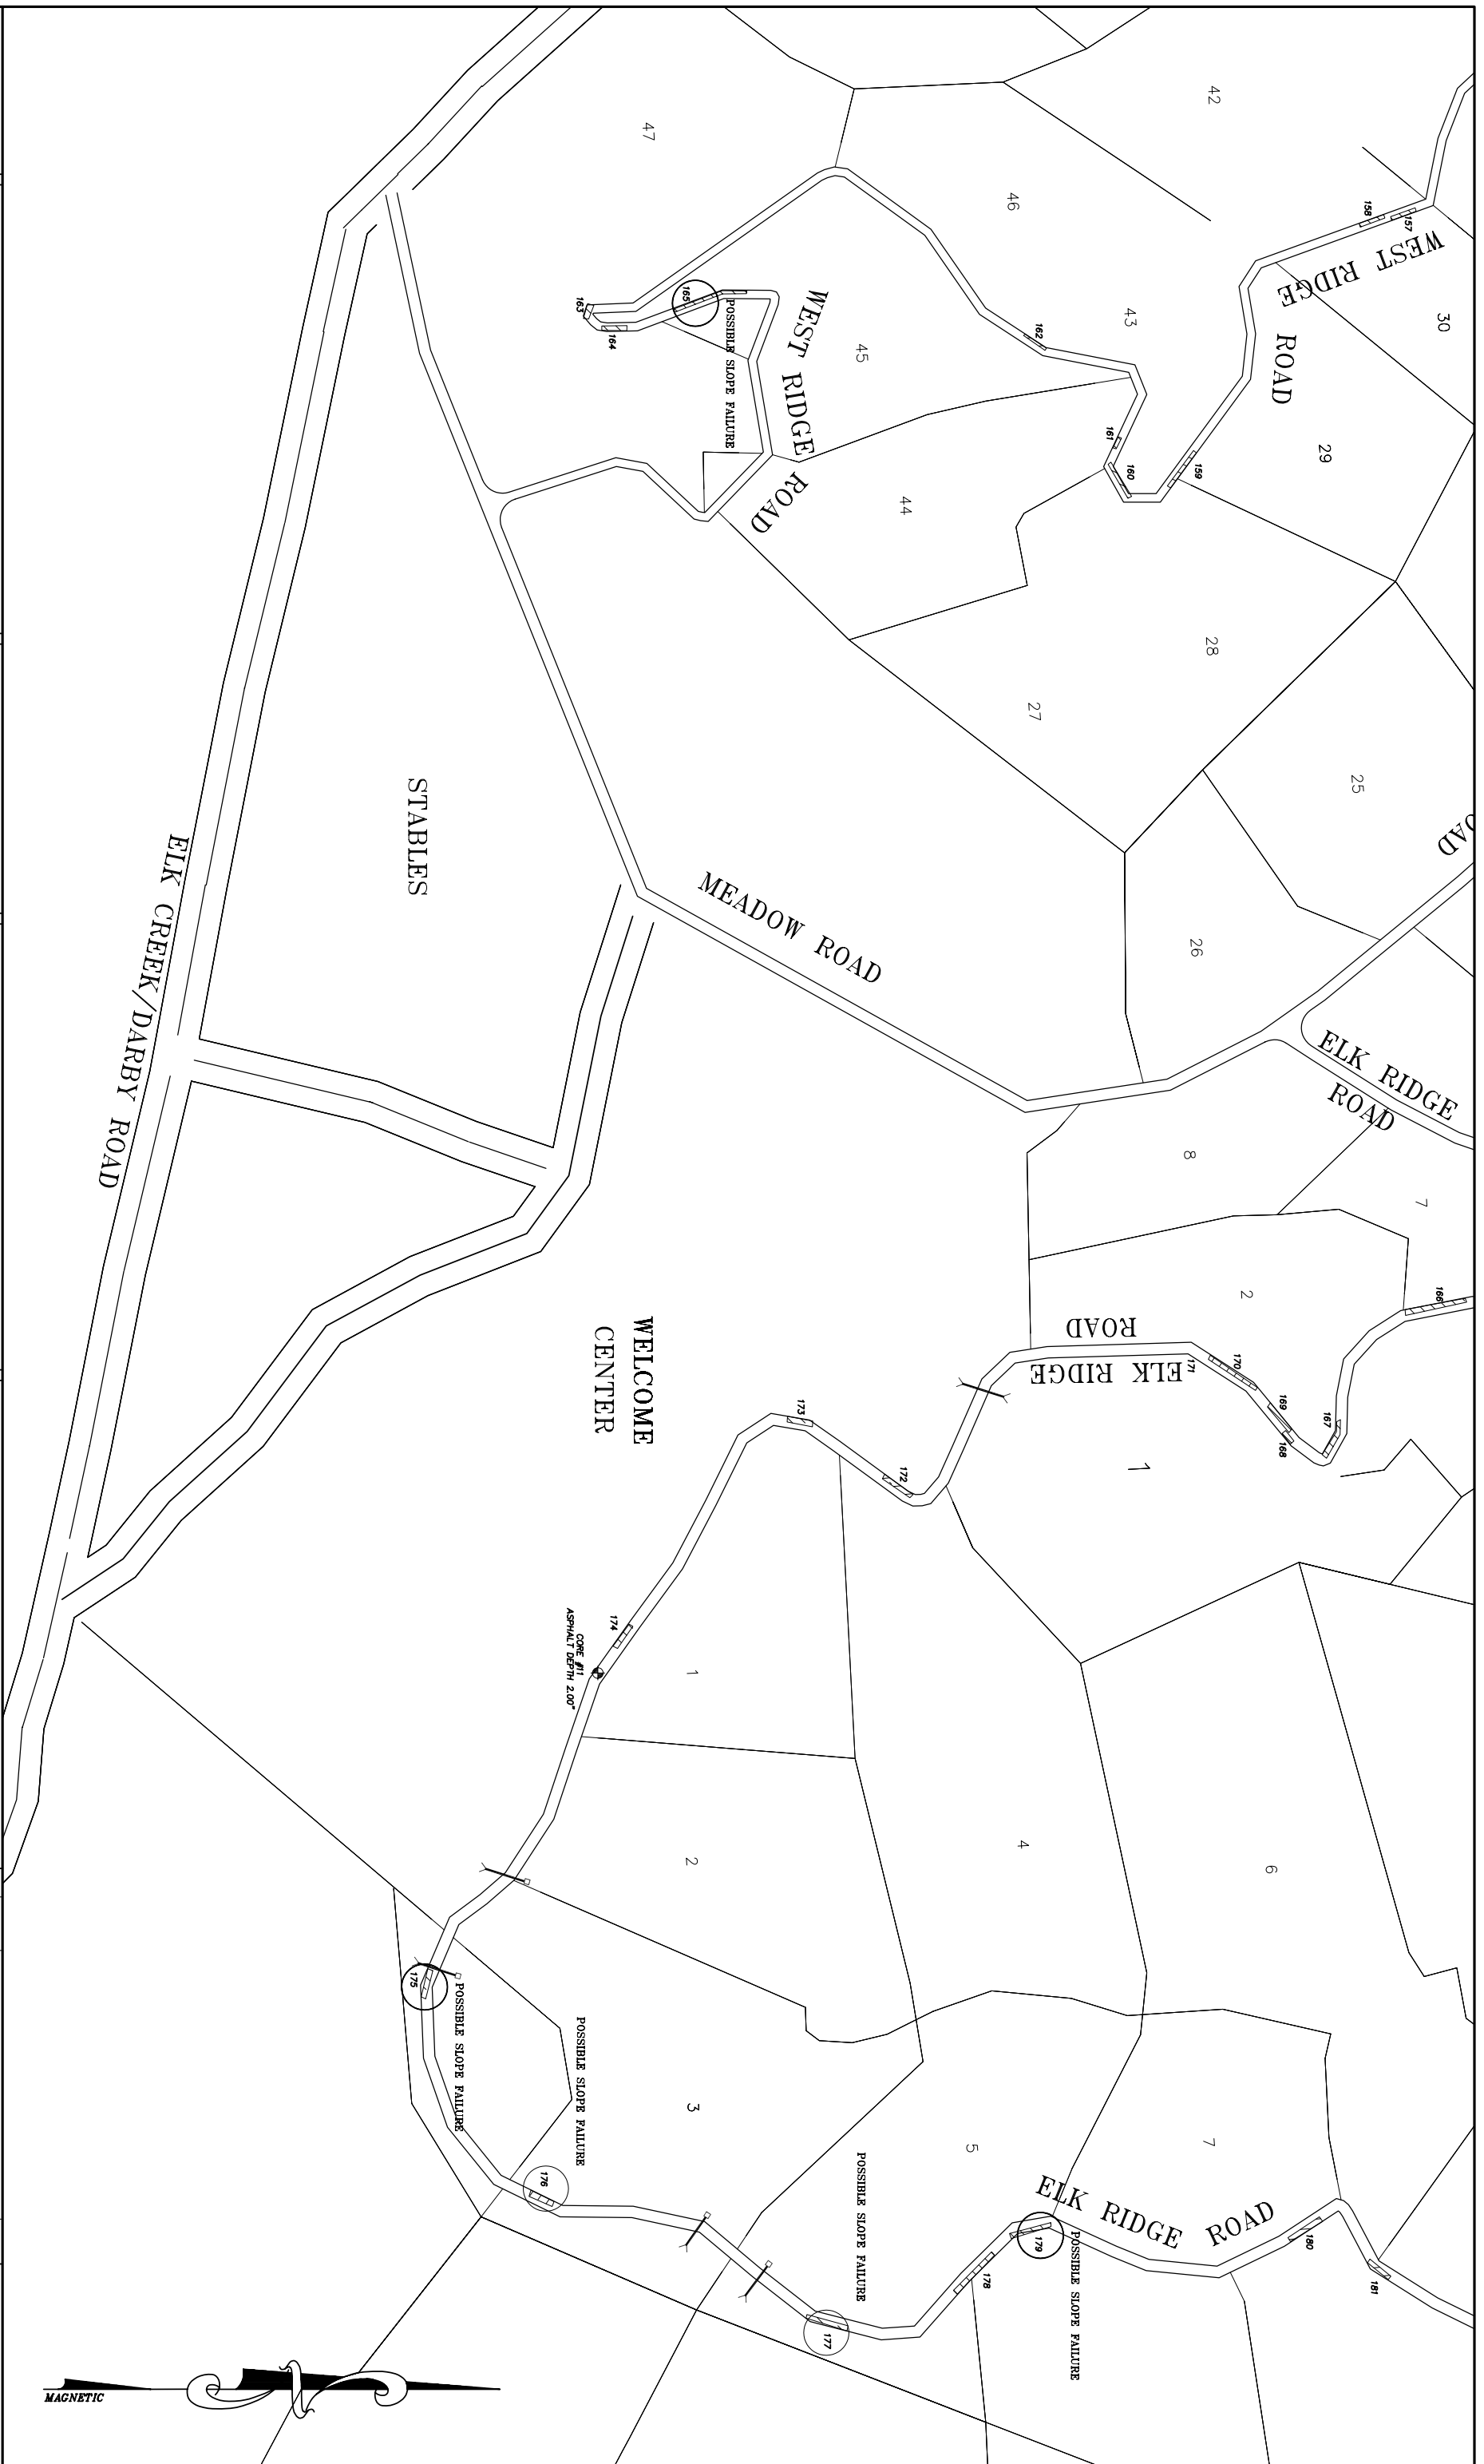 42
47
46
158
157
WEST RIDGE
ROAD
30
43
162
45
WEST RIDGE
ROAD
165
POSSIBLE SLOPE FAILURE
163
164
29
161
160
159
44
28
27
25
26
STABLES
MEADOW ROAD
ELK CREEK/DARBY ROAD
ELK RIDGE
ROAD
8
7
2
166
ROAD
ELK RIDGE
171
170
169
168
167
WELCOME
CENTER
173
172
1
174
CORE #11
ASPHALT DEPTH 2.00"
1
2
4
6
175
POSSIBLE SLOPE FAILURE
POSSIBLE SLOPE FAILURE
176
3
5
7
POSSIBLE SLOPE FAILURE
177
178
179
POSSIBLE SLOPE FAILURE
ELK RIDGE ROAD
180
181
MAGNETIC